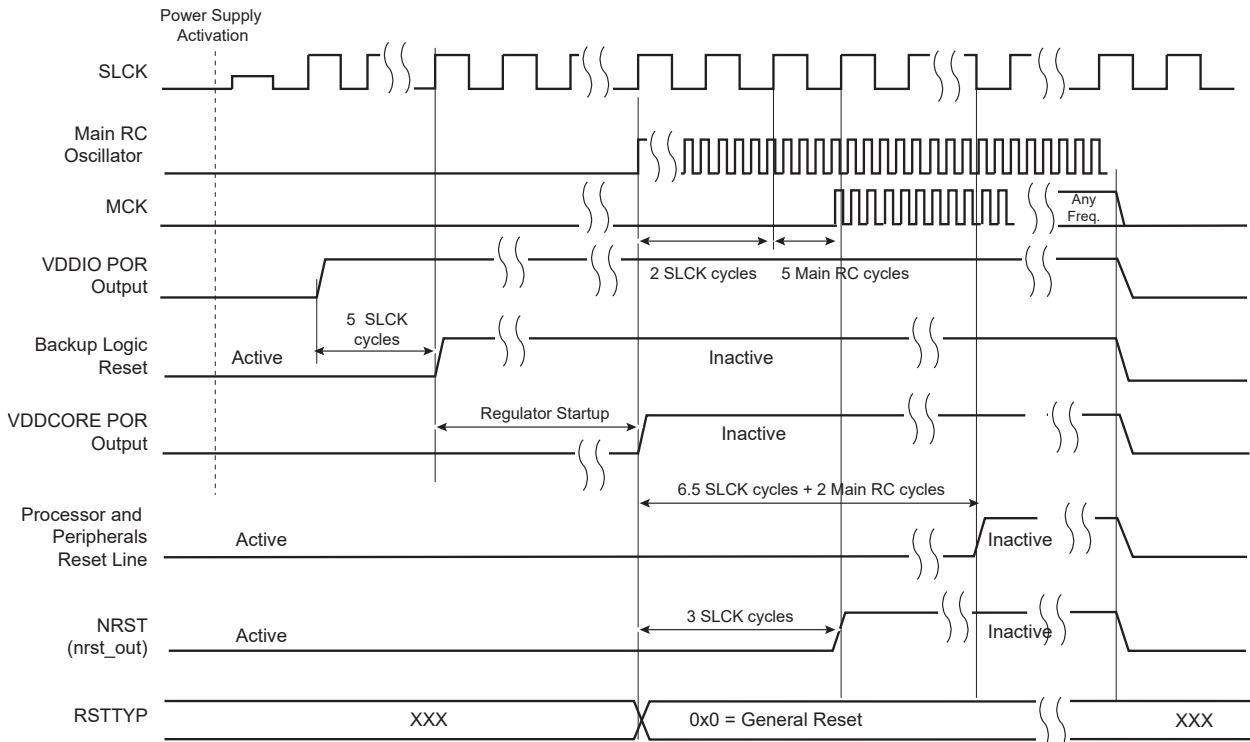 Power Supply
Activation
SLCK
Main RC
Oscillator
MCK
Any
Freq.
2 SLCK cycles
5 Main RC cycles
VDDIO POR
Output
5 SLCK
cycles
Backup Logic
Reset
Active
Inactive
VDDCORE POR
Output
Regulator Startup
Inactive
6.5 SLCK cycles + 2 Main RC cycles
Processor and
Peripherals
Reset Line
Active
Inactive
NRST
(nrst_out)
Active
3 SLCK cycles
Inactive
RSTTYP
XXX
0x0 = General Reset
XXX